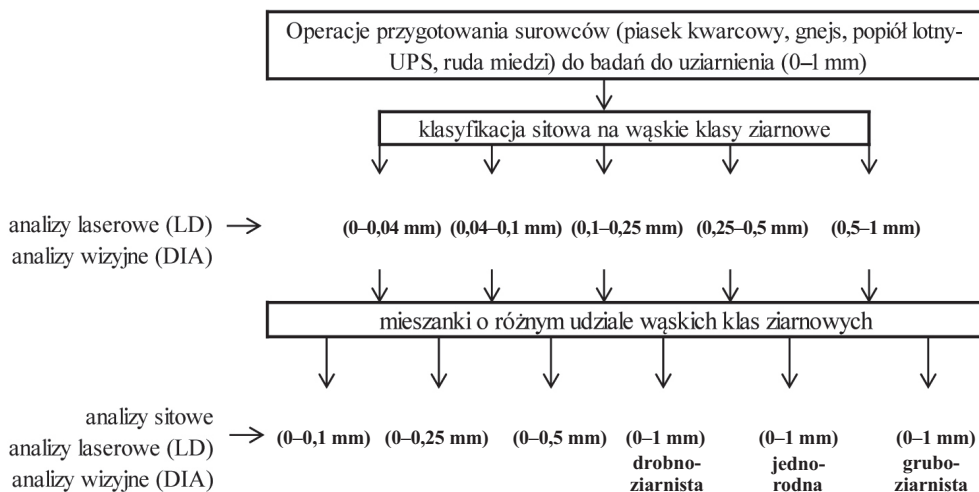 Operacje przygotowania surowców (piasek kwarcowy, gnejs, popiół lotny-
UPS, ruda miedzi) do badań do uziarnienia (0–1 mm)
klasyfikacja sitowa na wąskie klasy ziarnowe
analizy laserowe (LD)
analizy wizyjne (DIA)
(0–0,04 mm) (0,04–0,1 mm) (0,1–0,25 mm) (0,25–0,5 mm) (0,5–1 mm)
mieszanki o różnym udziale wąskich klas ziarnowych
analizy sitowe
analizy laserowe (LD)
analizy wizyjne (DIA)
(0–0,1 mm) (0–0,25 mm) (0–0,5 mm) (0–1 mm) (0–1 mm) (0–1 mm)
drobno- jedno- grubo-
ziarnista rodna ziarnista